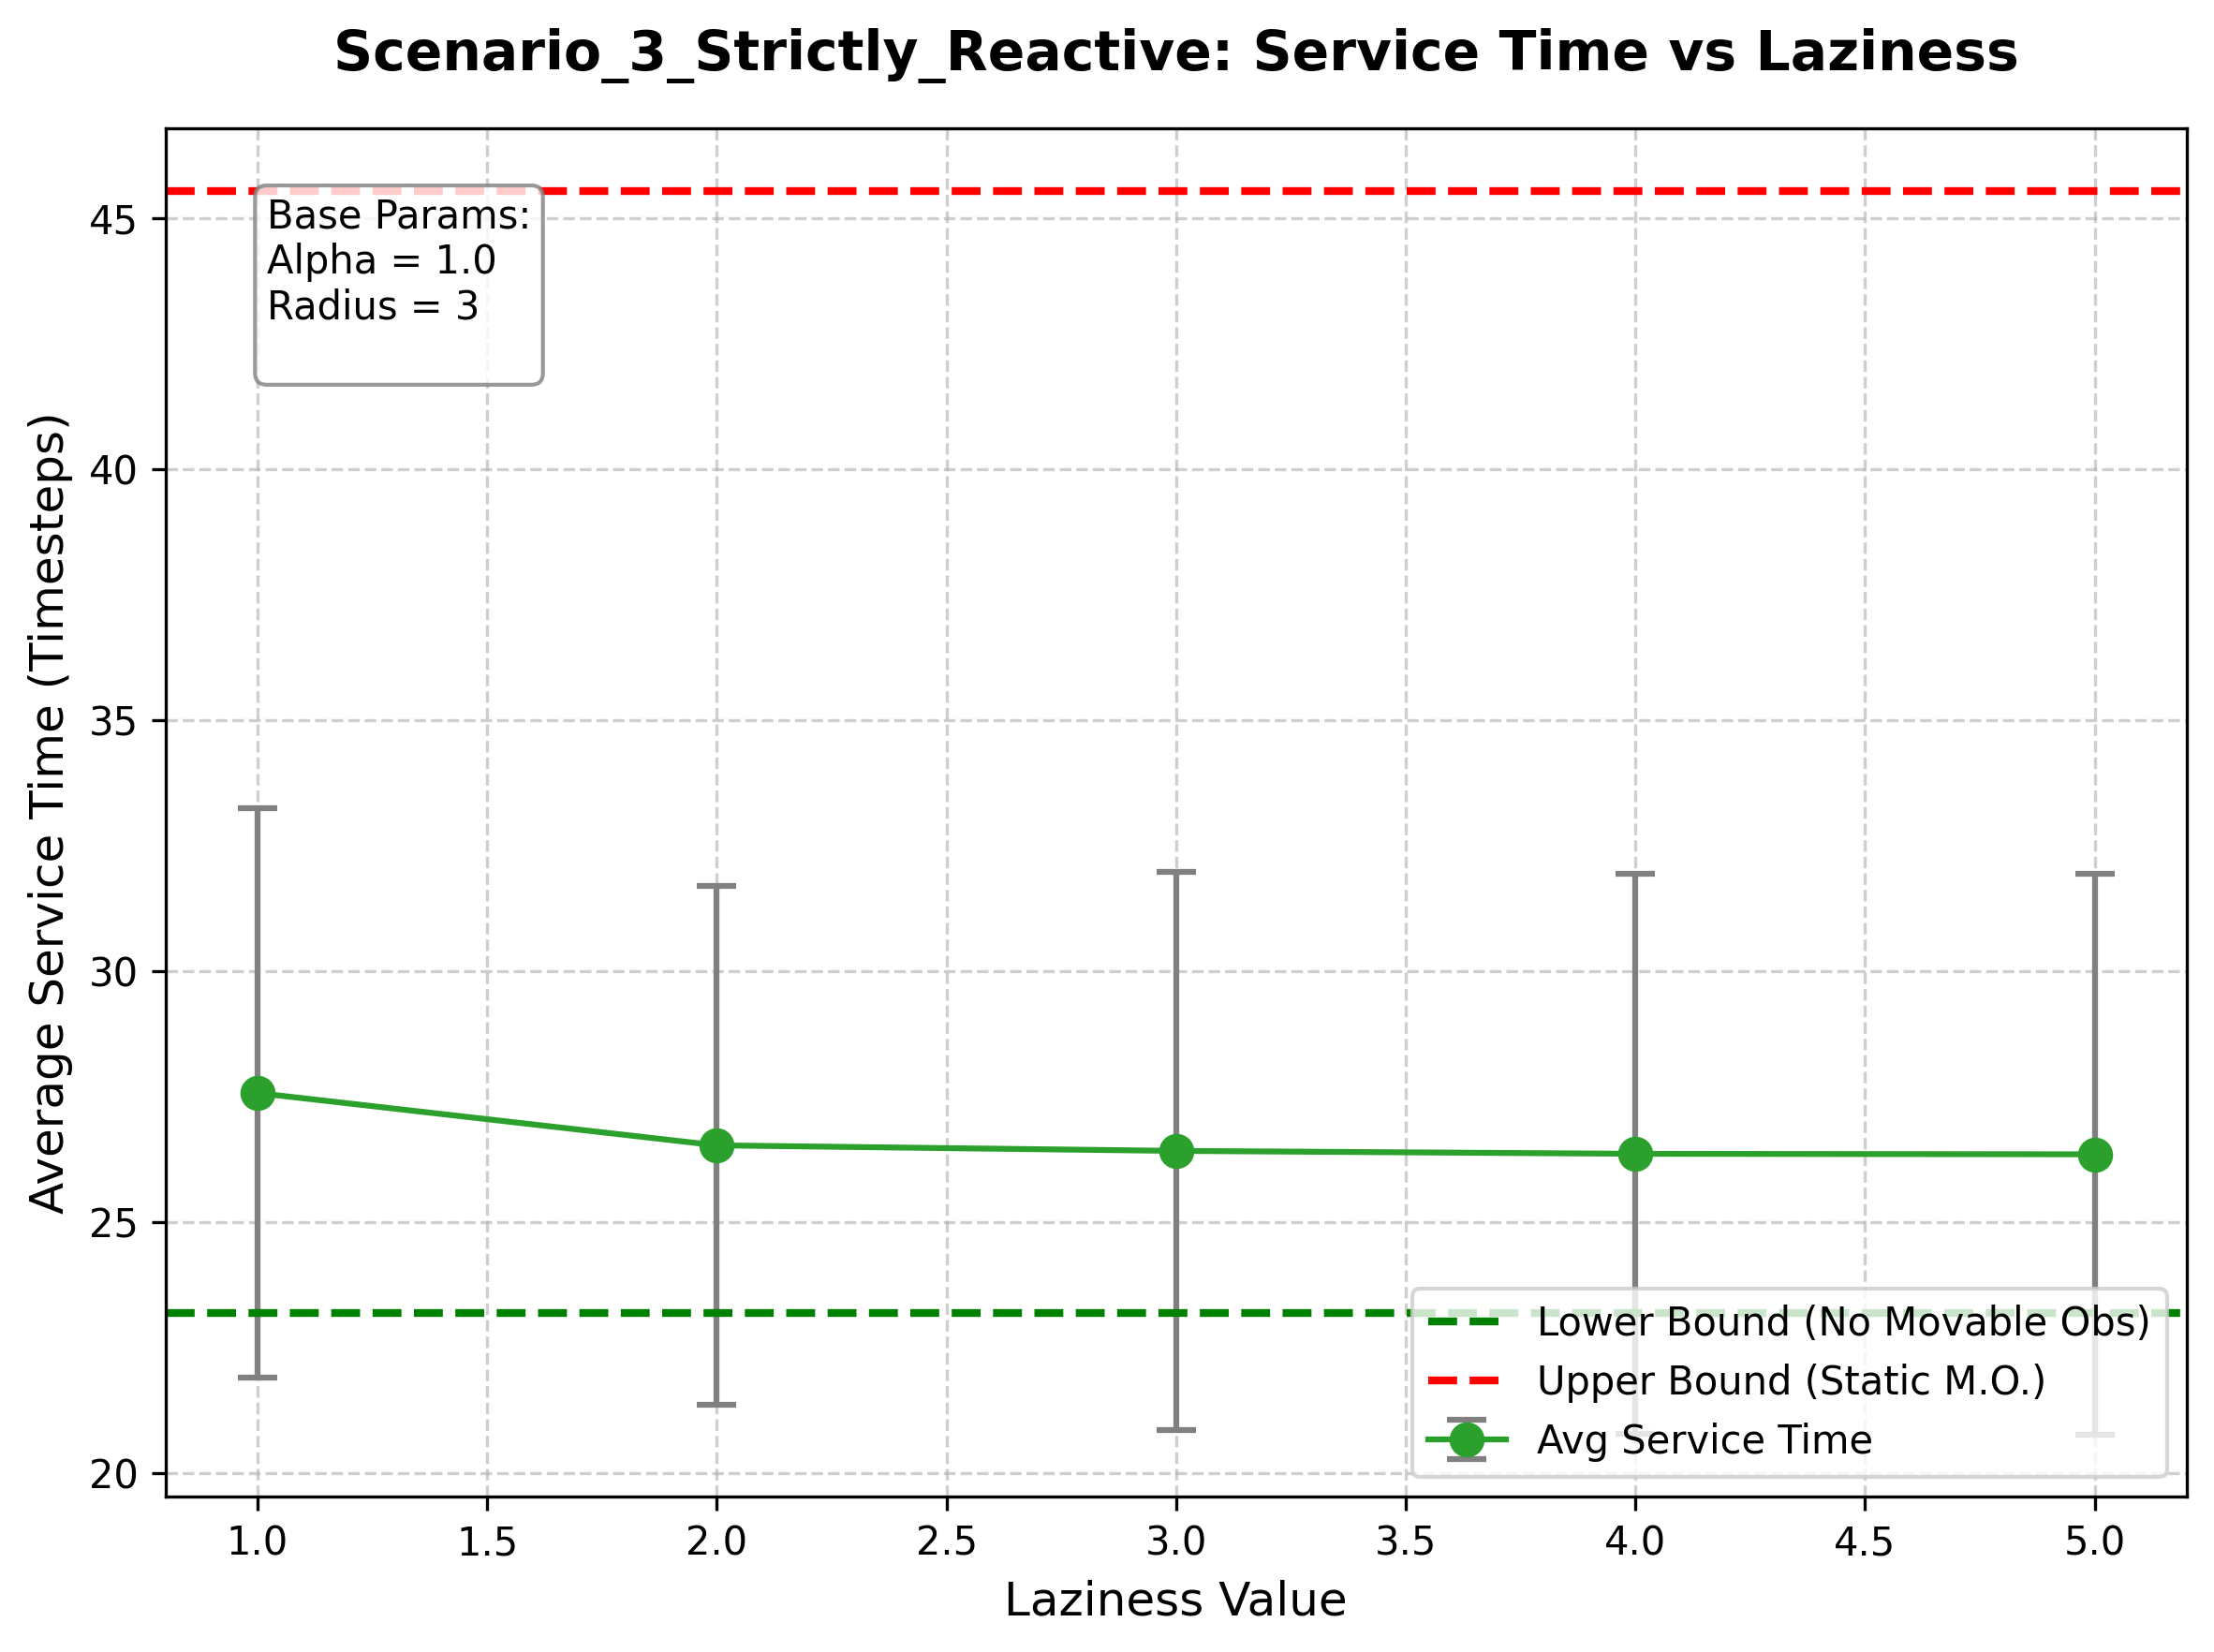 Scenario_3_Strictly_Reactive: Service Time vs Laziness
Average Service Time (Timesteps)
45
40
35
30
25
20
Base Params:
Alpha = 1.0
Radius = 3
Lower Bound (No Movable Obs)
Upper Bound (Static M.O.)
Avg Service Time
1.0 1.5 2.0 2.5 3.0 3.5 4.0 4.5 5.0
Laziness Value